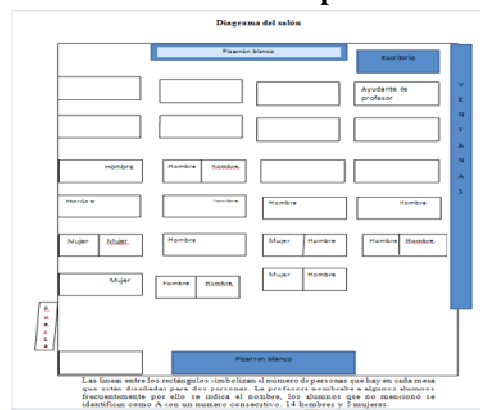 Diagrama del salón
Pizarrón blanco
Escritorio
Ayudante de
profesor
V
E
N
T
A
N
A
S
Hombre
Hombre Hombre
Hombre
Hombre
Hombre
Hombre
Mujer Mujer
Hombre
Mujer Hombre
Hombre Hombre
Mujer
Hombre Hombre
Mujer Hombre
Pizarrón blanco
Las líneas entre los rectángulos simbolizan el número de personas que hay en cada mesa
que están diseñadas para dos personas. La profesora nombraba a algunos alumnos
frecuentemente por ello se indica el nombre, los alumnos que no mencionó se
identifican como A con un numero consecutivo. 14 hombres y 5 mujeres.